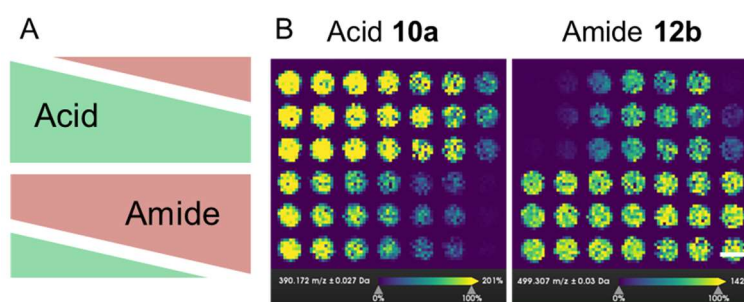 A
Acid
Amide
B
Acid 10a
Amide 12b
390.172 m/z ± 0.027 Da
0%
100%
201%
499.307 m/z ± 0.03 Da
0%
100%